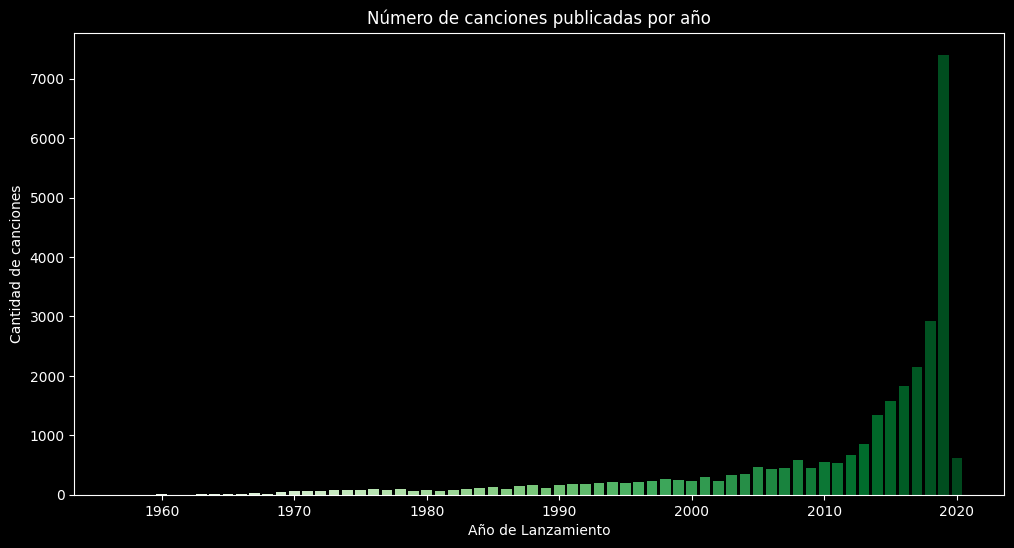 Número de canciones publicadas por año
Cantidad de canciones
7000
6000
5000
4000
3000
2000
1000
0
1960 1970 1980 1990 2000 2010 2020
Año de Lanzamiento